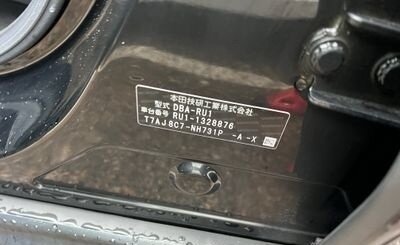 本田技研工業株式会社
型式 DBA-RU1
車台番号 RU1-1328876
T7AJ8C7-NH731P -A -X